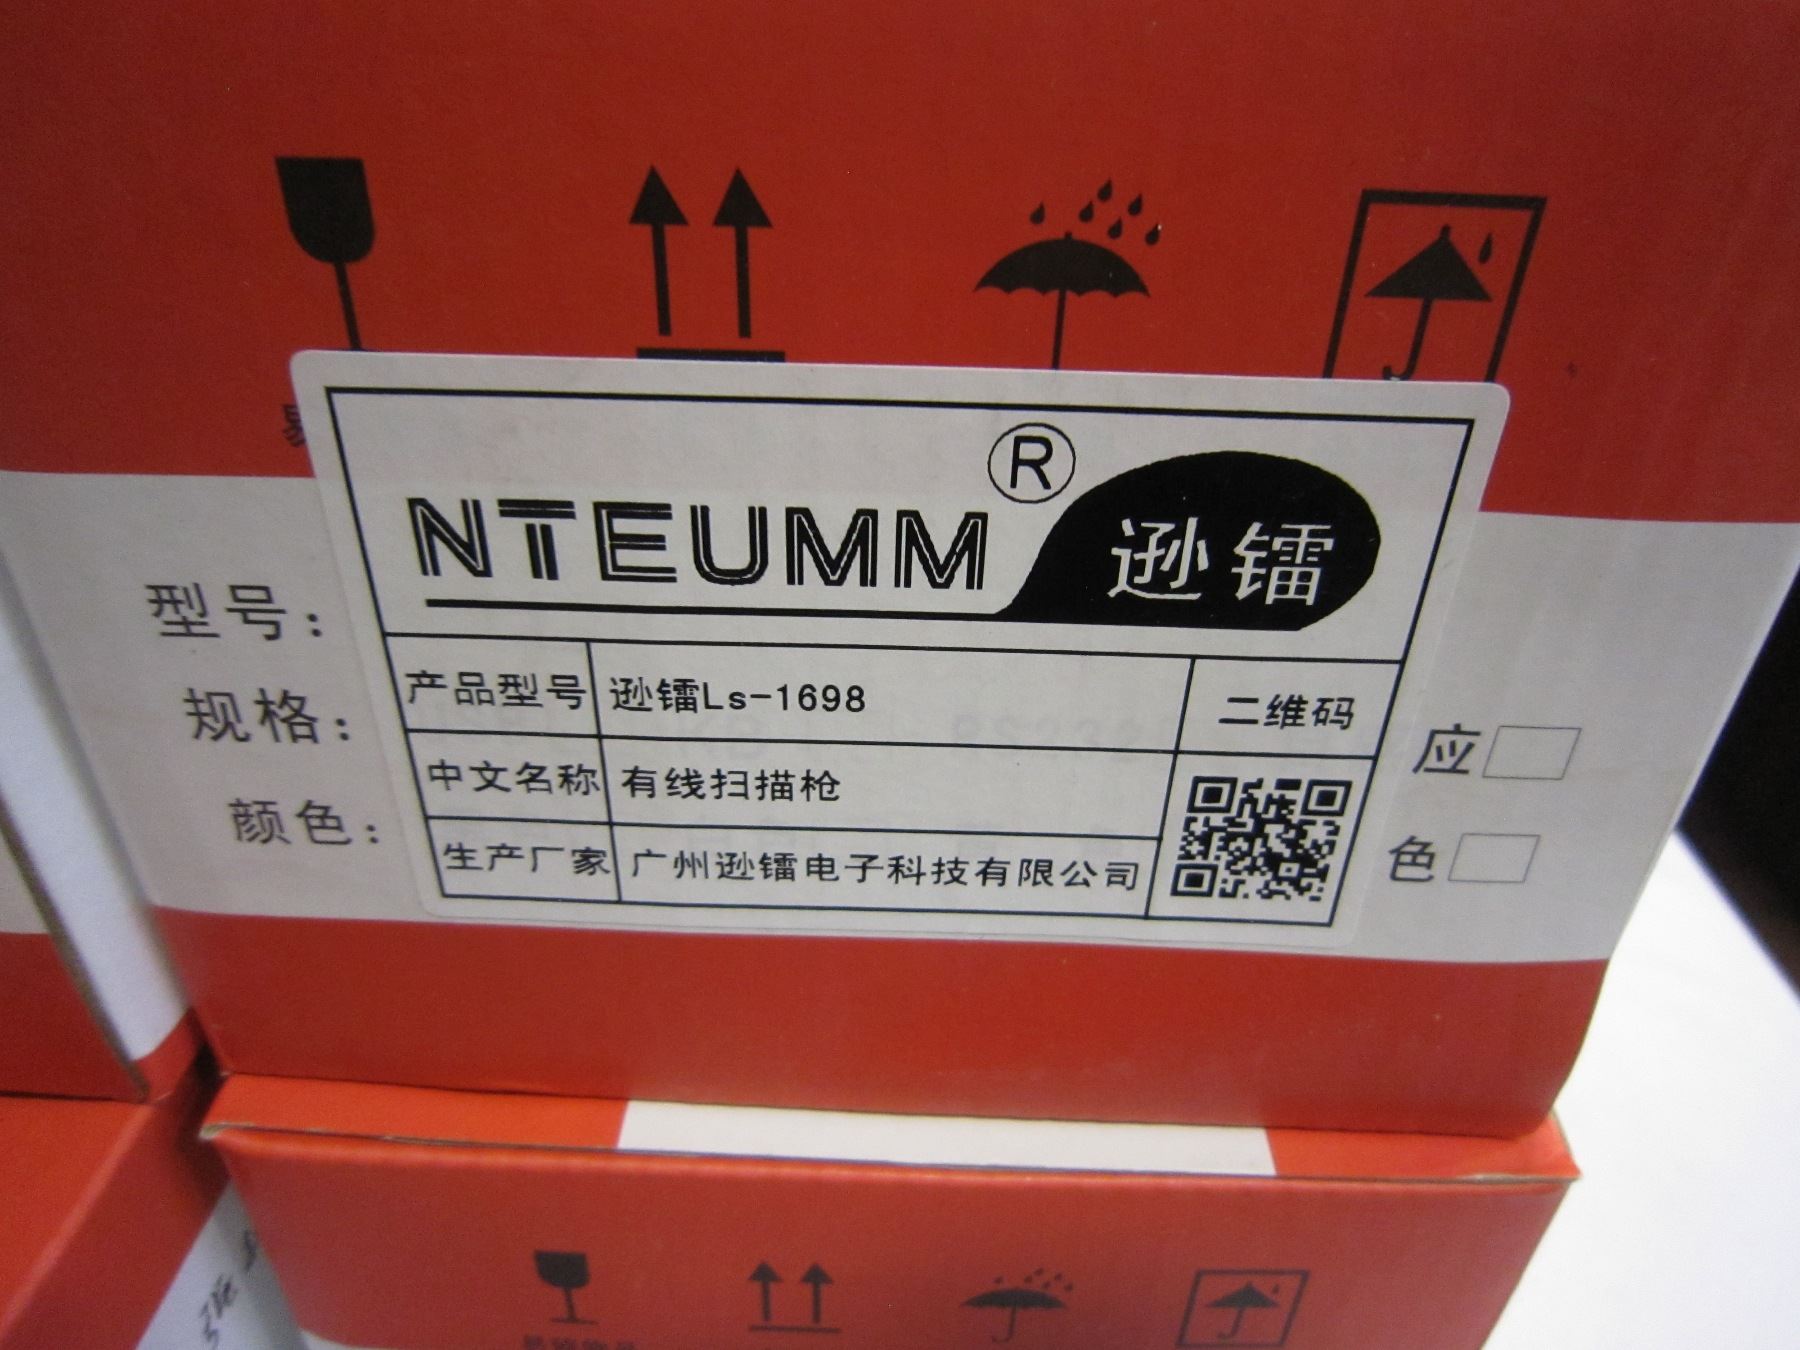 NTEUMM ® 逊镭
型号：
产品型号 逊镭Ls-1698 二维码
规格：
应
中文名称 有线扫描枪
颜色：
色
生产厂家 广州逊镭电子科技有限公司